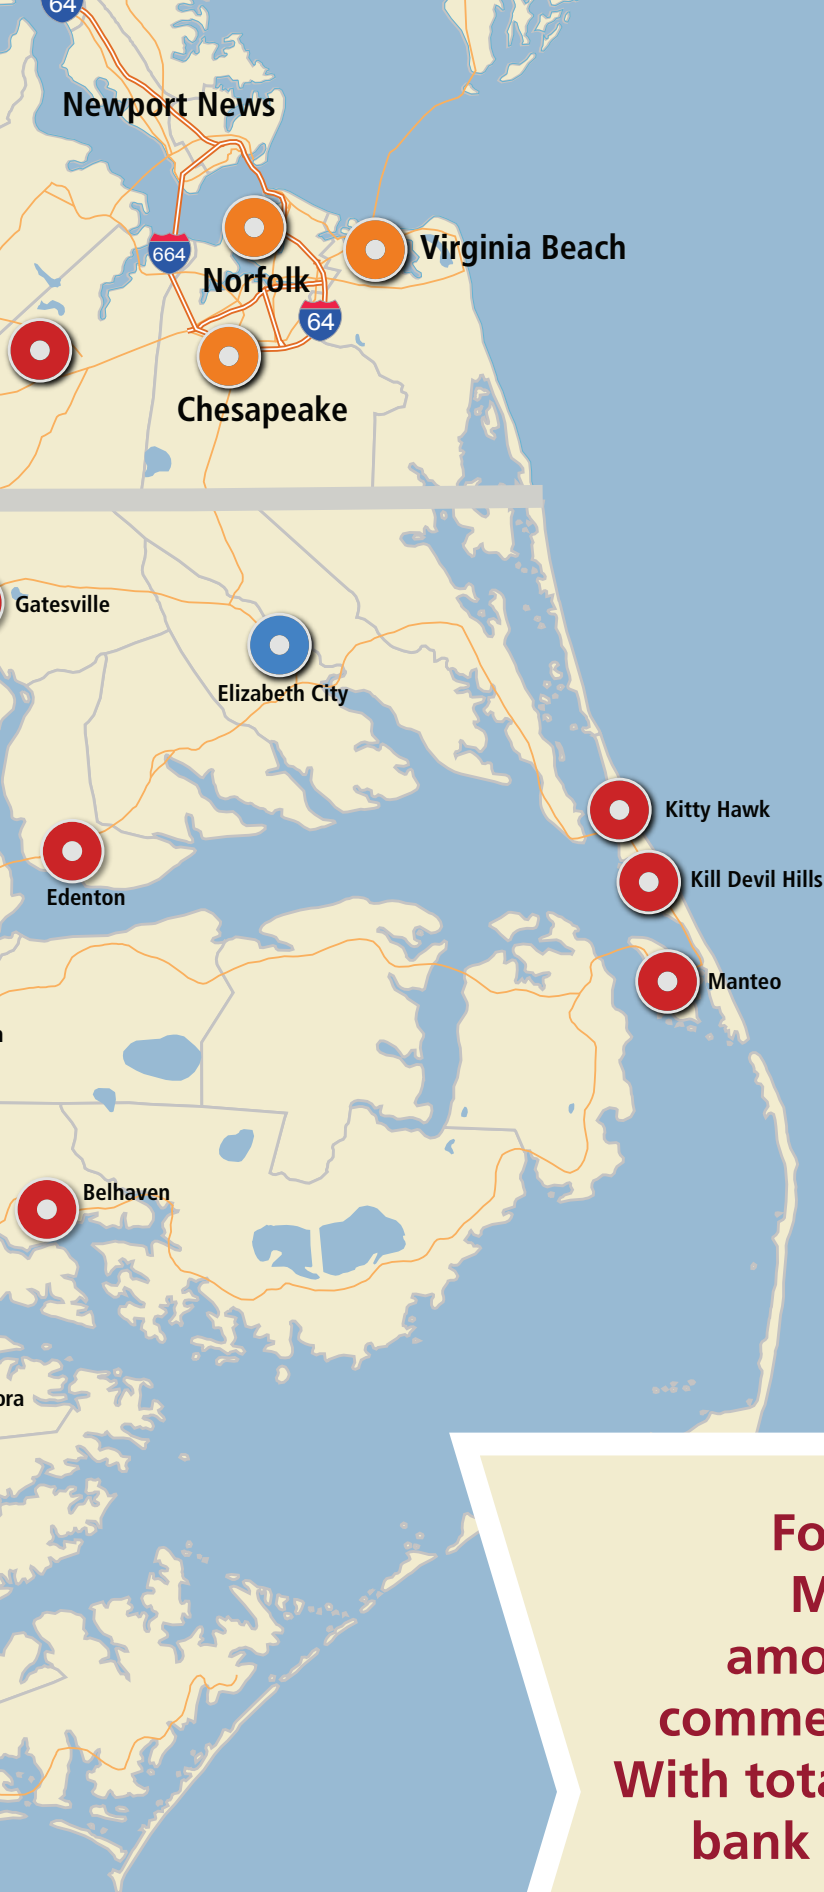 64
Newport News
664
Norfolk
Virginia Beach
64
Chesapeake
Gatesville
Elizabeth City
Kitty Hawk
Kill Devil Hills
Edenton
Manteo
Belhaven
ora
Fo
M
amo
comme
With tota
bank